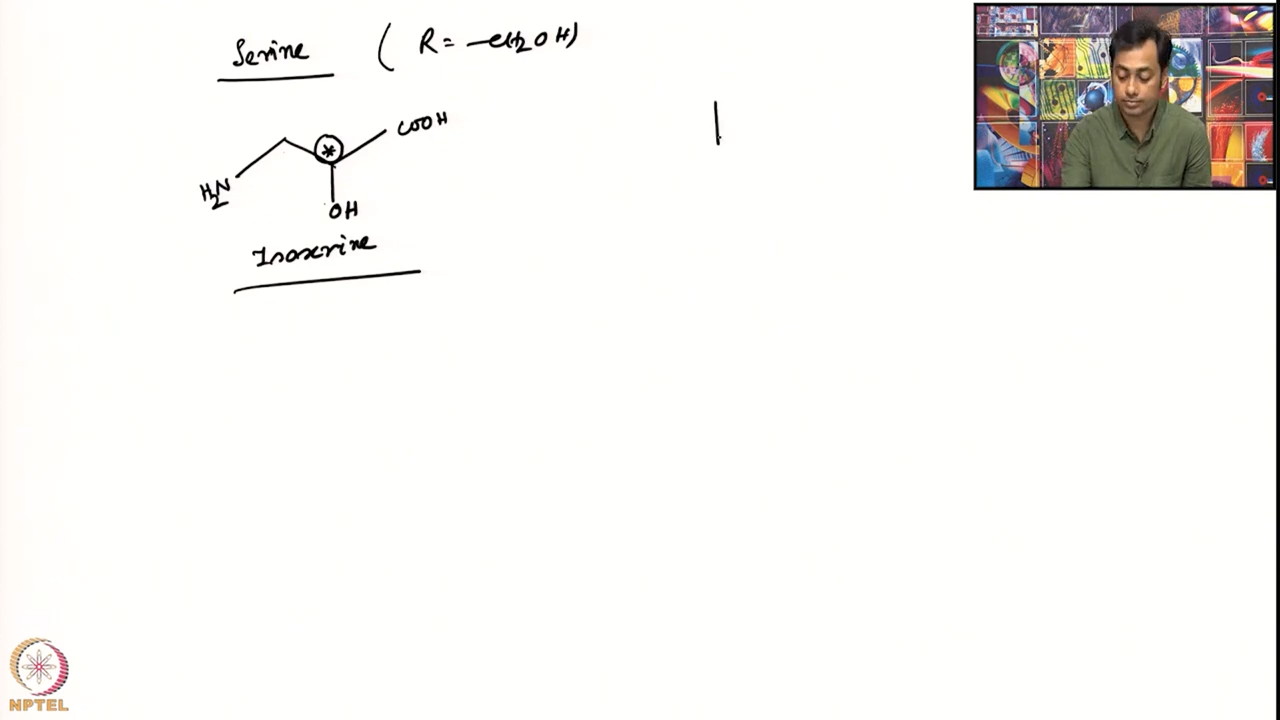 Serine ( R = -CH2OH)
COOH
H2N
OH
Isoserine
NPTEL